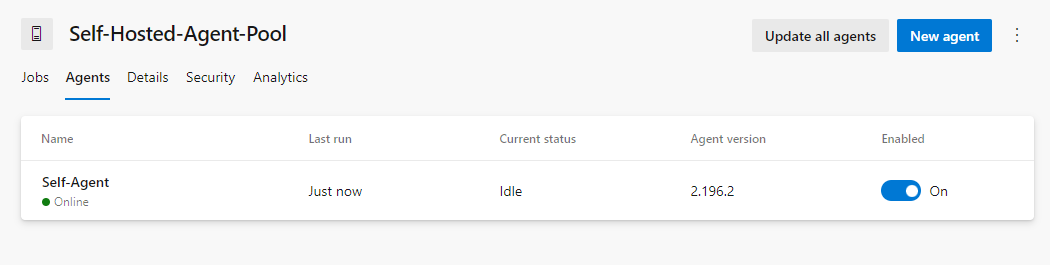 Self-Hosted-Agent-Pool
Update all agents
New agent
Jobs Agents Details Security Analytics
Name Last run Current status Agent version Enabled
Self-Agent
Online
Just now Idle 2.196.2 On